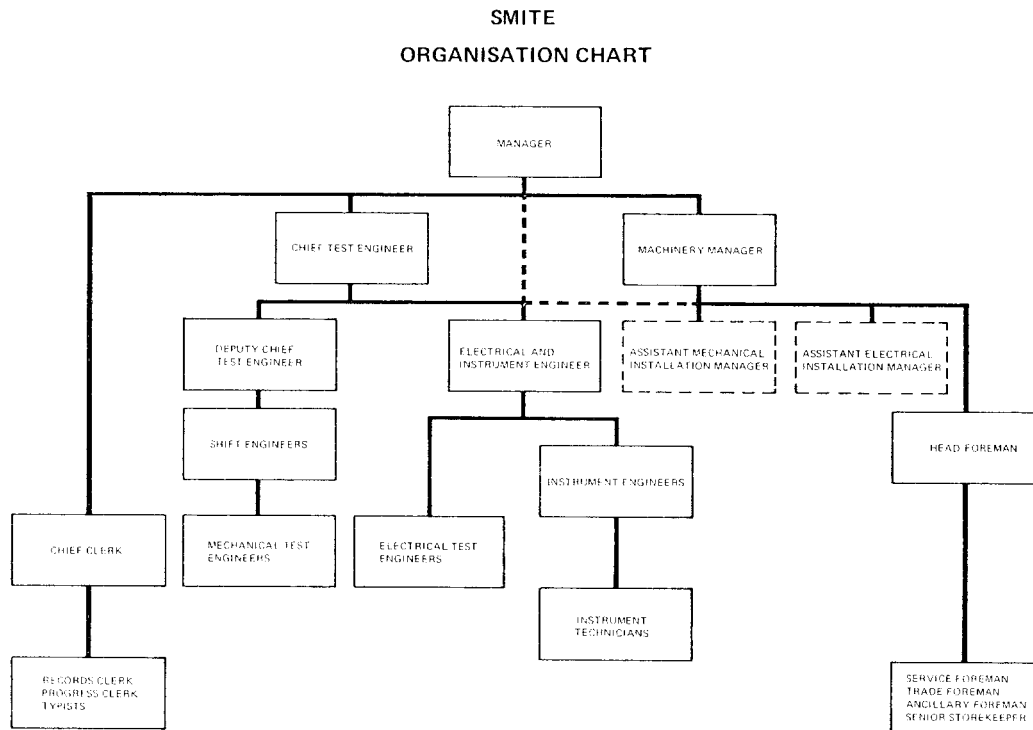 SMITE
ORGANISATION CHART
MANAGER
CHIEF TEST ENGINEER
MACHINERY MANAGER
DEPUTY CHIEF
TEST ENGINEER
ELECTRICAL AND
INSTRUMENT ENGINEER
ASSISTANT MECHANICAL
INSTALLATION MANAGER
ASSISTANT ELECTRICAL
INSTALLATION MANAGER
SHIFT ENGINEERS
HEAD FOREMAN
INSTRUMENT ENGINEERS
CHIEF CLERK
MECHANICAL TEST
ENGINEERS
ELECTRICAL TEST
ENGINEERS
INSTRUMENT
TECHNICIANS
RECORDS CLERK
PROGRESS CLERK
TYPISTS
SERVICE FOREMAN
TRADE FOREMAN
ANCILLARY FOREMAN
SENIOR STOREKEEPER